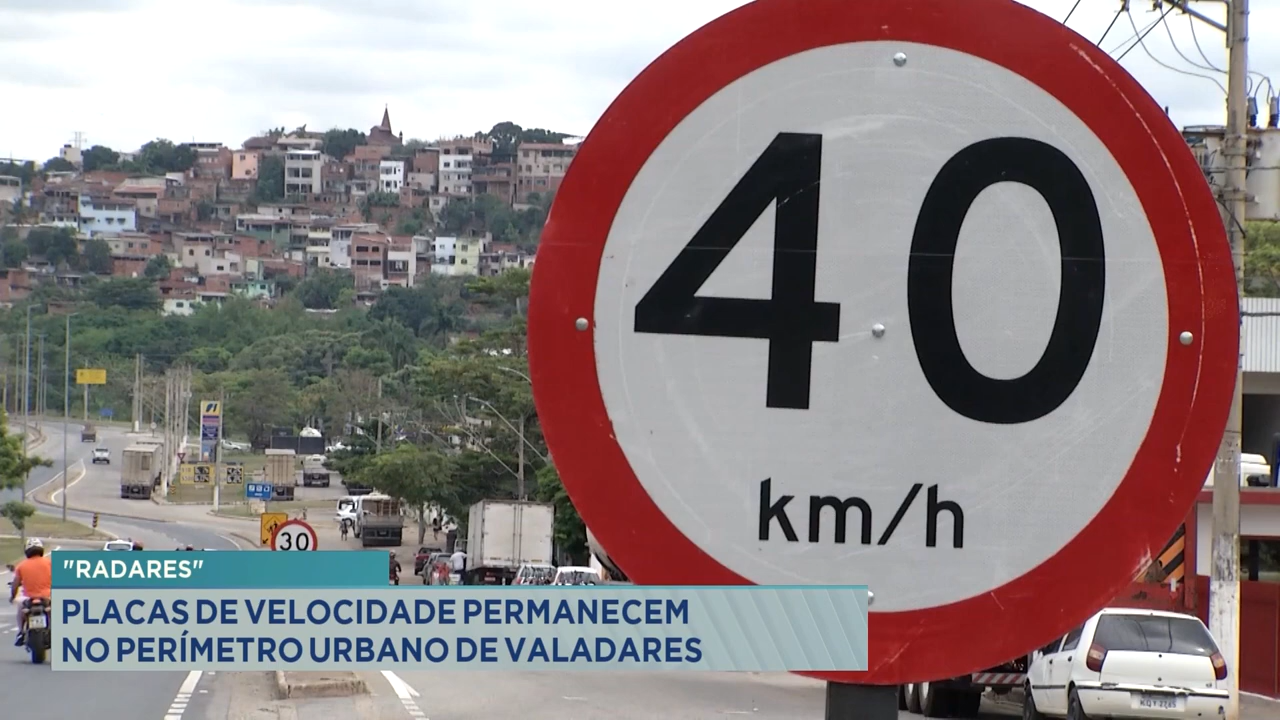 40
km/h
30
"RADARES"
PLACAS DE VELOCIDADE PERMANECEM
NO PERÍMETRO URBANO DE VALADARES